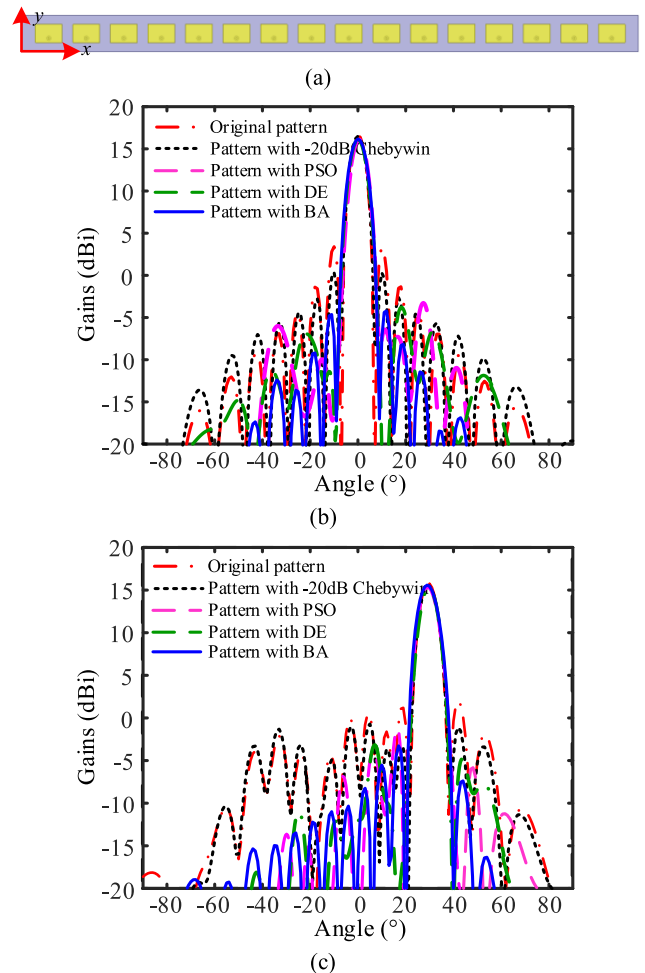 y
x
(a)
20
15
10
5
0
-5
-10
-15
-20
Gains (dBi)
Original pattern
Pattern with -20dB Chebywin
Pattern with PSO
Pattern with DE
Pattern with BA
-80 -60 -40 -20 0 20 40 60 80
Angle (°)
(b)
20
15
10
5
0
-5
-10
-15
-20
Gains (dBi)
Original pattern
Pattern with -20dB Chebywin
Pattern with PSO
Pattern with DE
Pattern with BA
-80 -60 -40 -20 0 20 40 60 80
Angle (°)
(c)